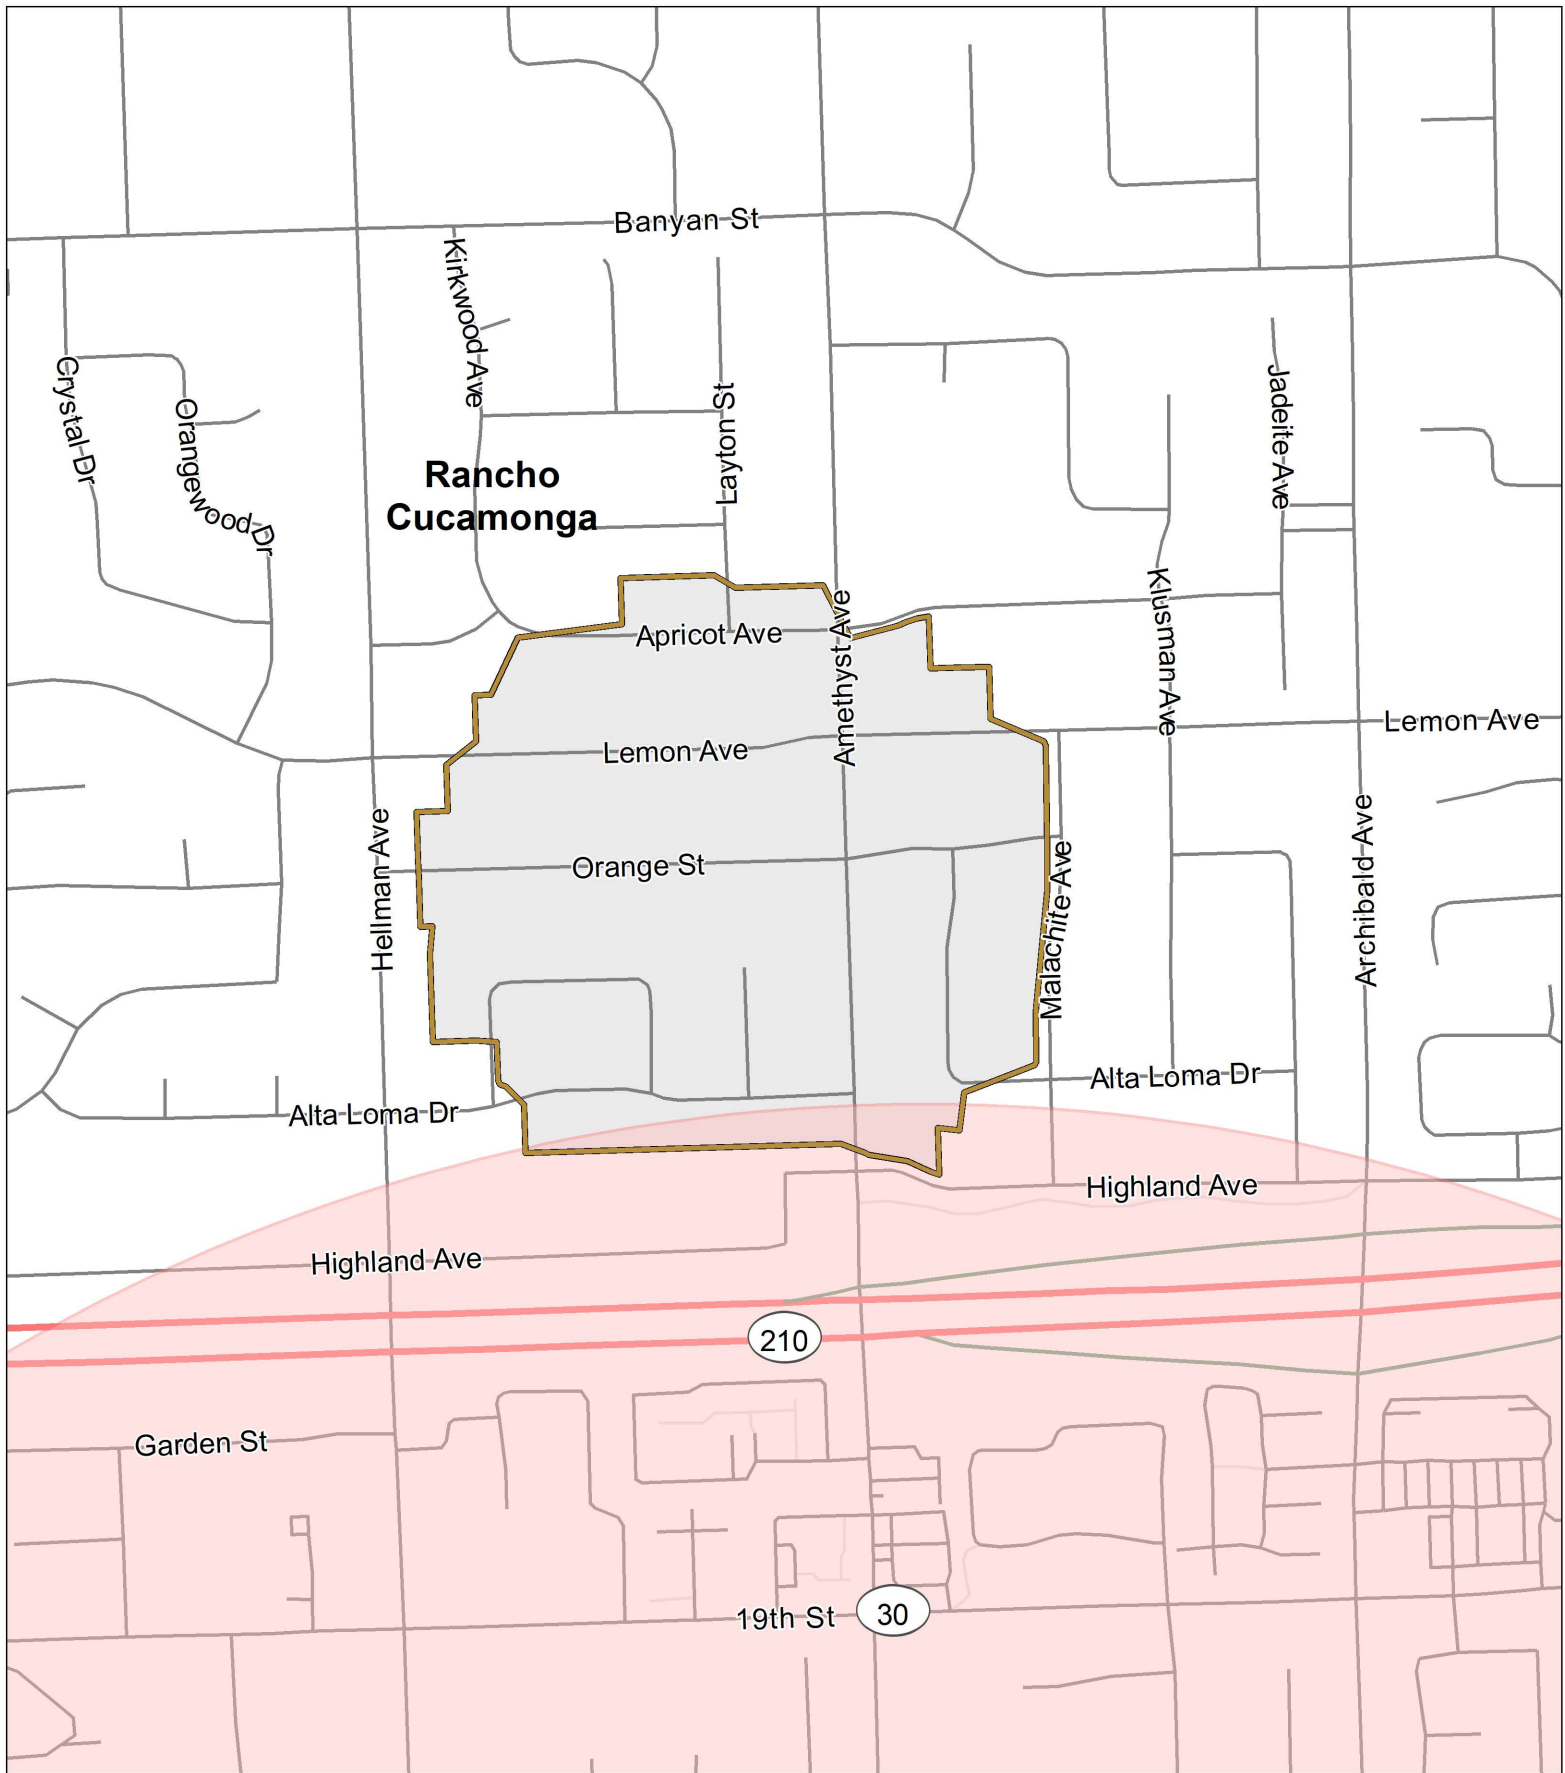 Banyan St
Kirkwood Ave
Crystal Dr
Orangewood Dr
Layton St
Jadeite Ave
Rancho
Cucamonga
Klusman Ave
Amethyst Ave
Apricot Ave
Lemon Ave
Lemon Ave
Hellman Ave
Archibald Ave
Orange St
Malachite Ave
Alta Loma Dr
Alta Loma Dr
Highland Ave
Highland Ave
210
Garden St
19th St
30